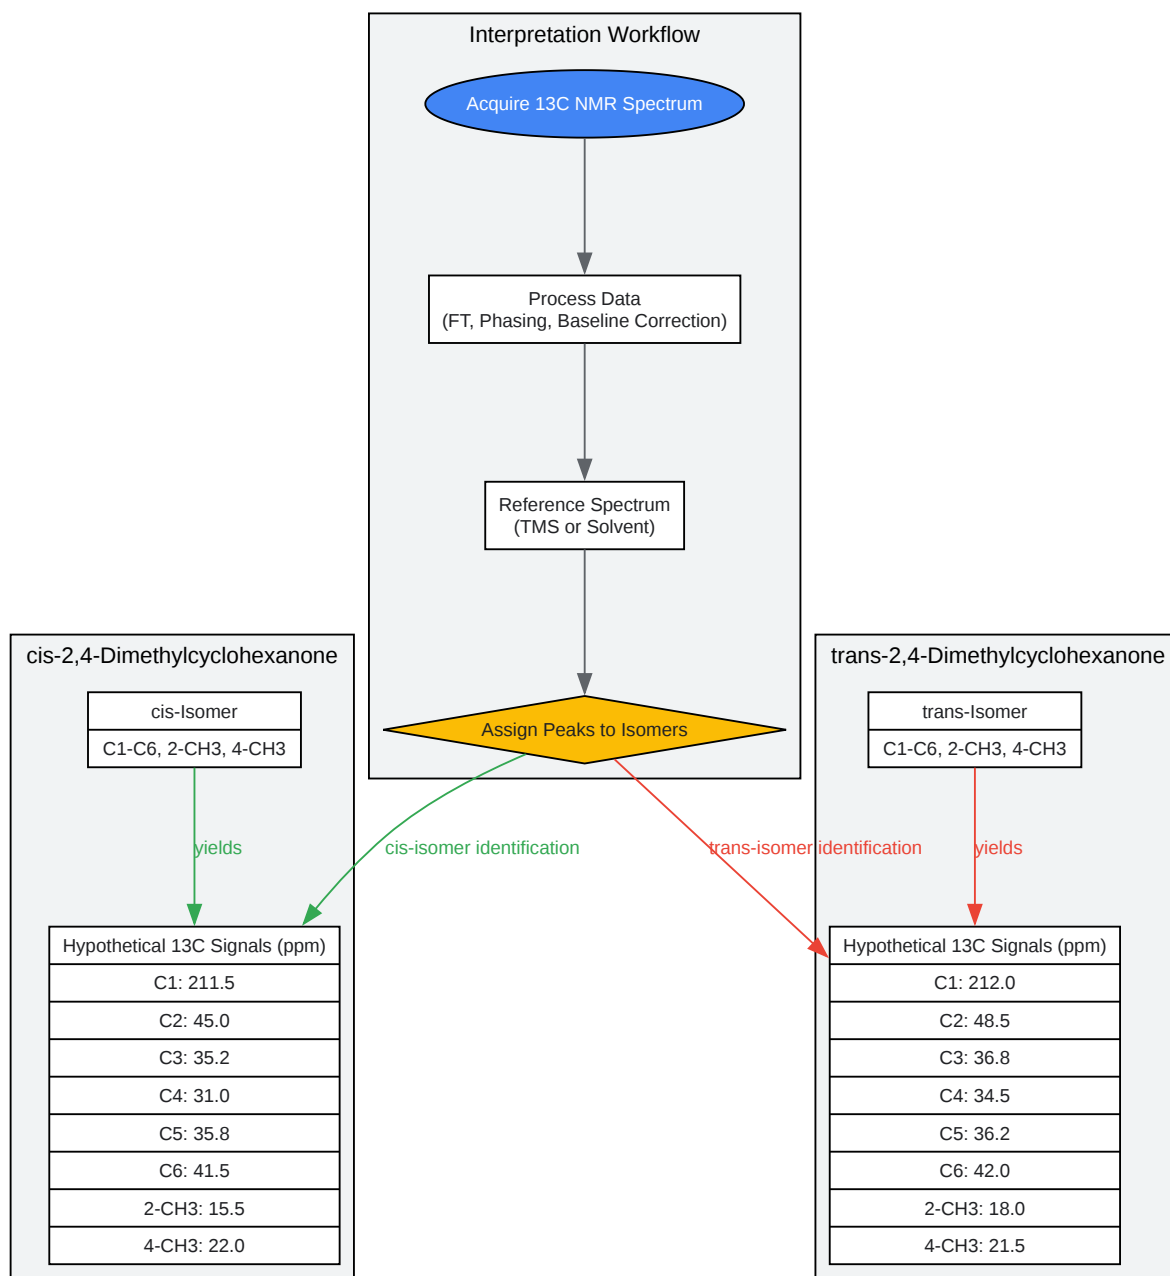 Interpretation Workflow
Acquire 13C NMR Spectrum
Process Data
(FT, Phasing, Baseline Correction)
Reference Spectrum
(TMS or Solvent)
Assign Peaks to Isomers
cis-2,4-Dimethylcyclohexanone
cis-Isomer
C1-C6, 2-CH3, 4-CH3
yields
cis-isomer identification
Hypothetical 13C Signals (ppm)
C1: 211.5
C2: 45.0
C3: 35.2
C4: 31.0
C5: 35.8
C6: 41.5
2-CH3: 15.5
4-CH3: 22.0
trans-2,4-Dimethylcyclohexanone
trans-Isomer
C1-C6, 2-CH3, 4-CH3
trans-isomer identification
yields
Hypothetical 13C Signals (ppm)
C1: 212.0
C2: 48.5
C3: 36.8
C4: 34.5
C5: 36.2
C6: 42.0
2-CH3: 18.0
4-CH3: 21.5